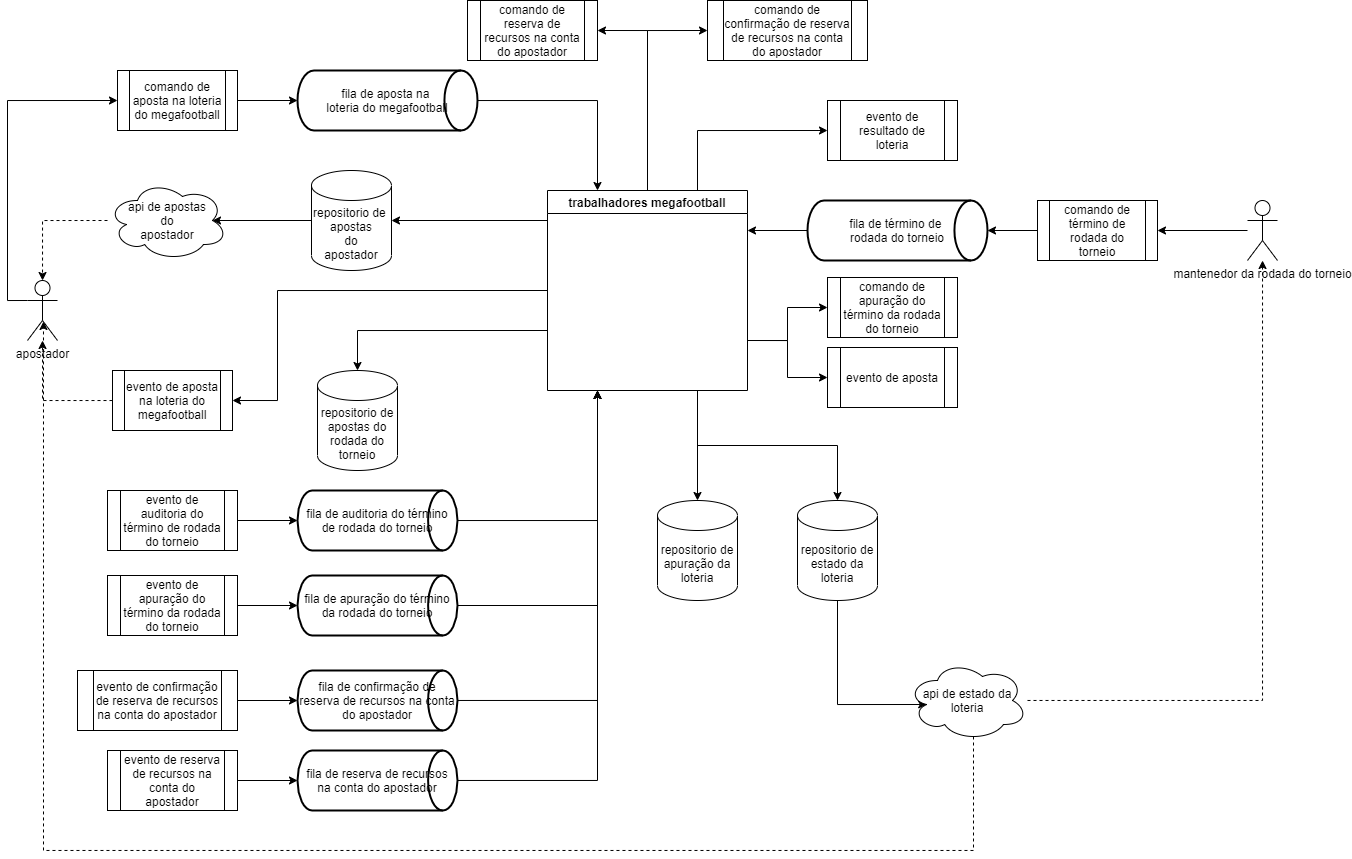 comando de
reserva de
recursos na conta
do apostador
comando de
confirmação de reserva
de recursos na conta
do apostador
comando de
aposta na loteria
do megafootball
fila de aposta na
loteria do megafootball
evento de
resultado de
loteria
api de apostas
do
apostador
repositorio de
apostas
do
apostador
trabalhadores megafootball
fila de término de
rodada do torneio
comando de
término de
rodada do
torneio
mantenedor da rodada do torneio
comando de
apuração do
término da rodada
do torneio
evento de aposta
apostador
evento de aposta
na loteria do
megafootball
repositorio de
apostas do
rodada do
torneio
evento de
auditoria do
término de rodada
do torneio
fila de auditoria do término
de rodada do torneio
repositorio de
apuração da
loteria
repositorio de
estado da
loteria
evento de
apuração do
término da rodada
do torneio
fila de apuração do término
da rodada do torneio
evento de confirmação
de reserva de recursos
na conta do apostador
fila de confirmação de
reserva de recursos na conta
do apostador
api de estado da
loteria
evento de reserva
de recursos na
conta do
apostador
fila de reserva de recursos
na conta do apostador